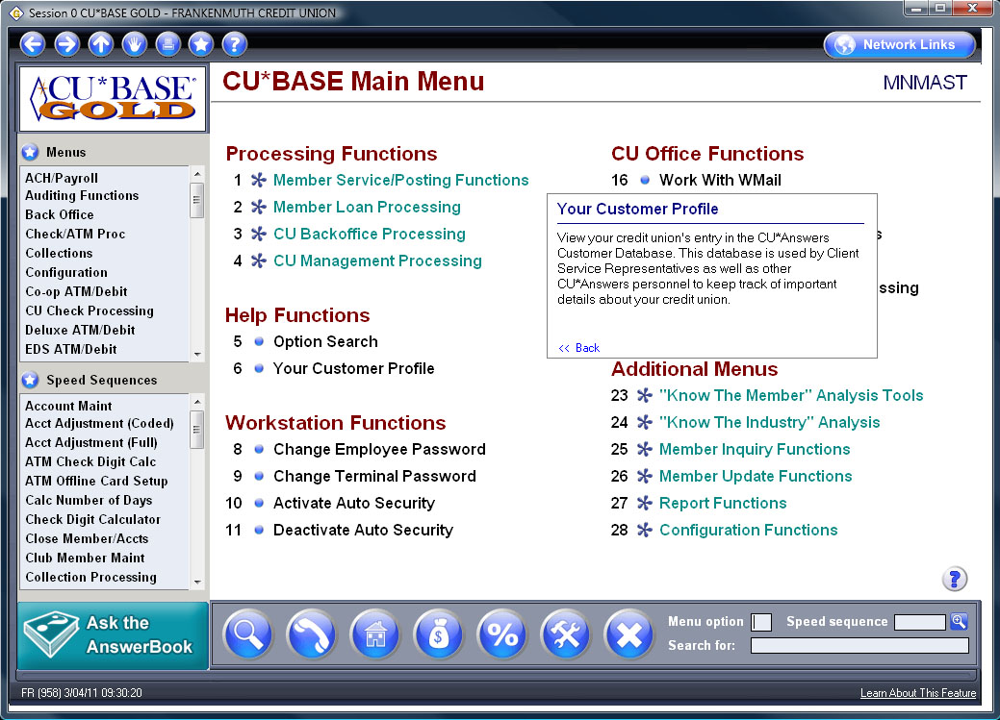 Session 0 CU*BASE GOLD - FRANKENMUTH CREDIT UNION
Network Links
CU*BASE
GOLD
CU*BASE Main Menu
MNMAST
Menus
ACH/Payroll
Auditing Functions
Back Office
Check/ATM Proc
Collections
Configuration
Co-op ATM/Debit
CU Check Processing
Deluxe ATM/Debit
EDS ATM/Debit
Speed Sequences
Account Maint
Acct Adjustment (Coded)
Acct Adjustment (Full)
ATM Check Digit Calc
ATM Offline Card Setup
Calc Number of Days
Check Digit Calculator
Close Member/Accts
Club Member Maint
Collection Processing
Ask the
AnswerBook
Processing Functions
1 Member Service/Posting Functions
2 Member Loan Processing
3 CU Backoffice Processing
4 CU Management Processing
Help Functions
5 Option Search
6 Your Customer Profile
Workstation Functions
8 Change Employee Password
9 Change Terminal Password
10 Activate Auto Security
11 Deactivate Auto Security
CU Office Functions
16 Work With WMail
Your Customer Profile
View your credit union's entry in the CU*Answers
Customer Database. This database is used by Client
Service Representatives as well as other
CU*Answers personnel to keep track of important
details about your credit union.
<< Back
s
ssing
Additional Menus
23 "Know The Member" Analysis Tools
24 "Know The Industry" Analysis
25 Member Inquiry Functions
26 Member Update Functions
27 Report Functions
28 Configuration Functions
Menu option
Speed sequence
Search for:
FR (958) 3/04/11 09:30:20
Learn About This Feature